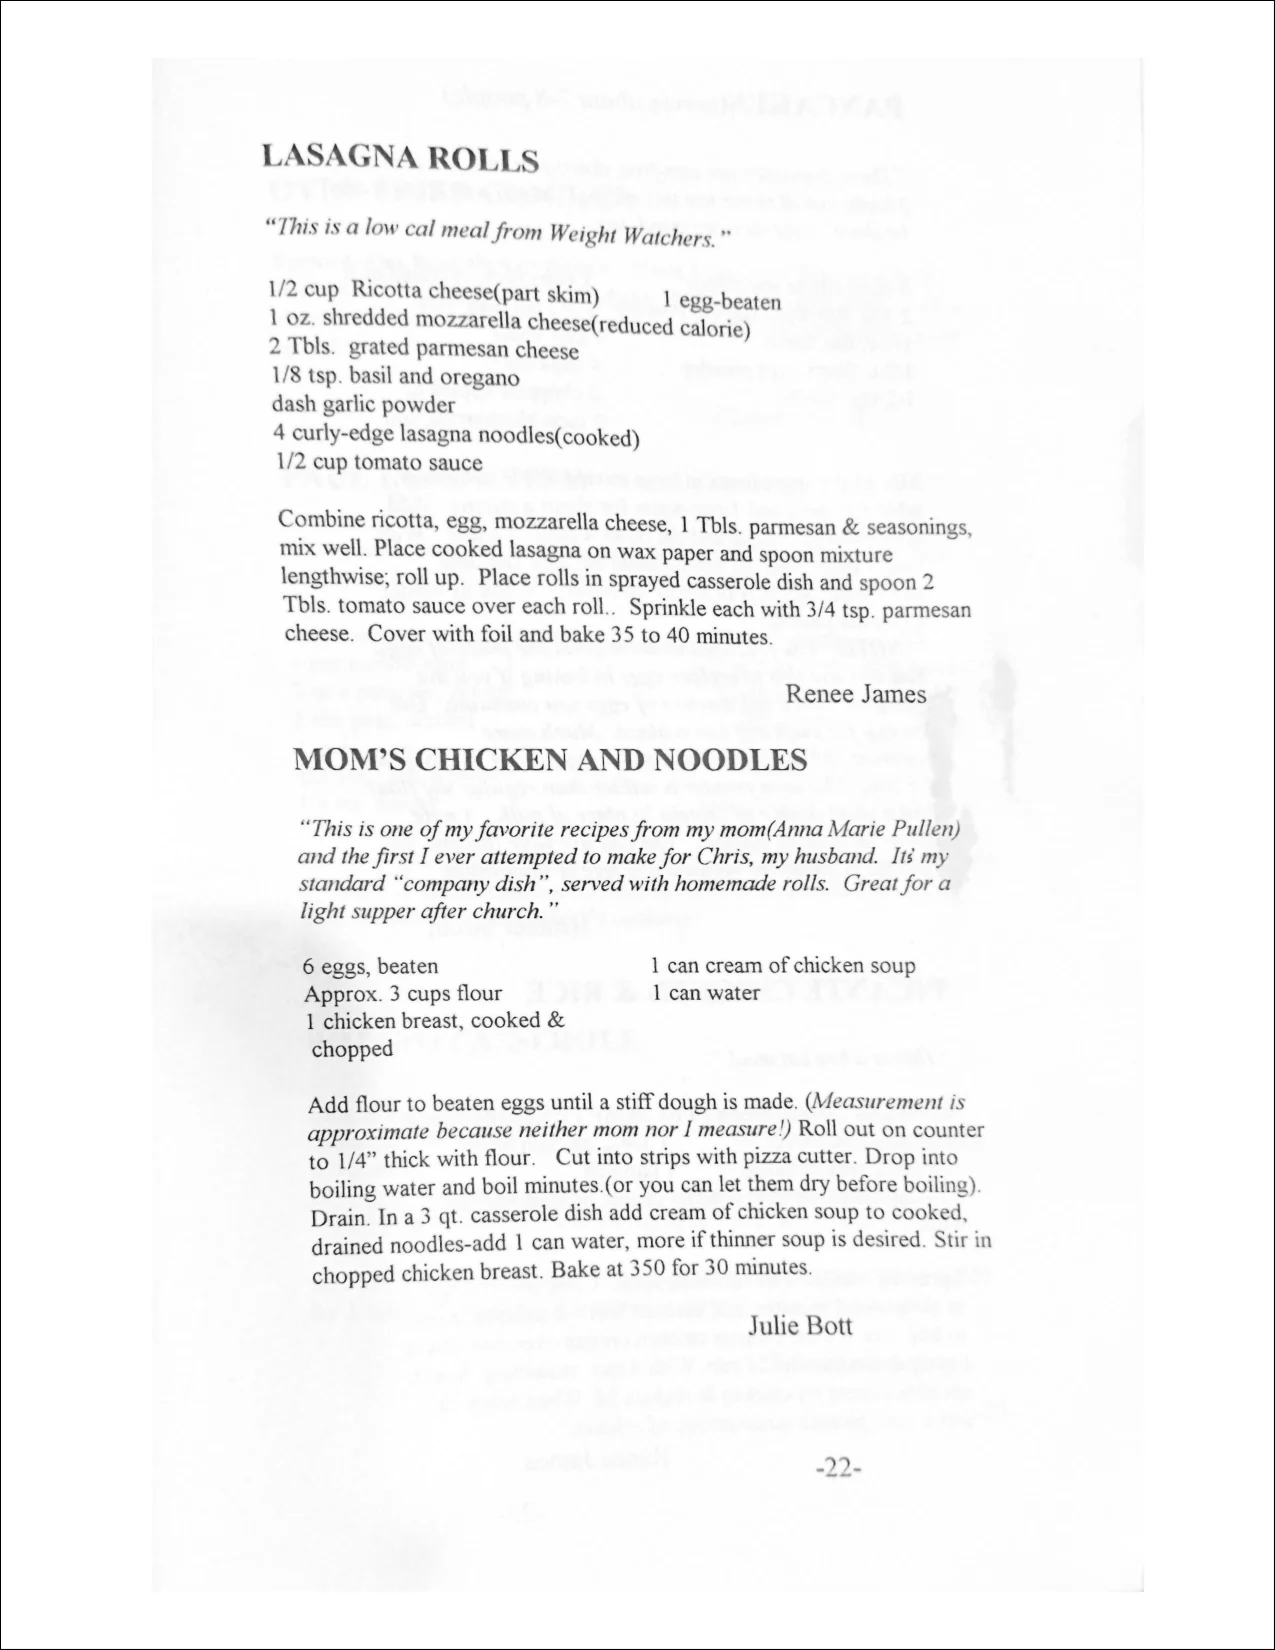 LASAGNA ROLLS
“This is a low cal meal from Weight Watchers.”
1/2 cup Ricotta cheese(part skim) 1 egg-beaten
1 oz. shredded mozzarella cheese(reduced calorie)
2 Tbls. grated parmesan cheese
1/8 tsp. basil and oregano
dash garlic powder
4 curly-edge lasagna noodles(cooked)
1/2 cup tomato sauce
Combine ricotta, egg, mozzarella cheese, 1 Tbls. parmesan & seasonings,
mix well. Place cooked lasagna on wax paper and spoon mixture
lengthwise; roll up. Place rolls in sprayed casserole dish and spoon 2
Tbls. tomato sauce over each roll.. Sprinkle each with 3/4 tsp. parmesan
cheese. Cover with foil and bake 35 to 40 minutes.
Renee James
MOM’S CHICKEN AND NOODLES
“This is one of my favorite recipes from my mom(Anna Marie Pullen)
and the first I ever attempted to make for Chris, my husband. Its’ my
standard “company dish”, served with homemade rolls. Great for a
light supper after church.”
6 eggs, beaten 1 can cream of chicken soup
Approx. 3 cups flour 1 can water
1 chicken breast, cooked &
chopped
Add flour to beaten eggs until a stiff dough is made. (Measurement is
approximate because neither mom nor I measure!) Roll out on counter
to 1/4” thick with flour. Cut into strips with pizza cutter. Drop into
boiling water and boil minutes.(or you can let them dry before boiling).
Drain. In a 3 qt. casserole dish add cream of chicken soup to cooked,
drained noodles-add 1 can water, more if thinner soup is desired. Stir in
chopped chicken breast. Bake at 350 for 30 minutes.
Julie Bott
-22-